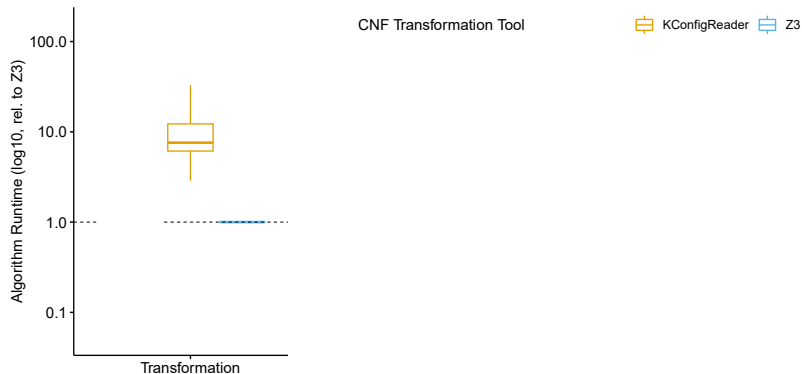 CNF Transformation Tool
KConfigReader
Z3
Algorithm Runtime (log10, rel. to Z3)
100.0
10.0
1.0
0.1
Transformation